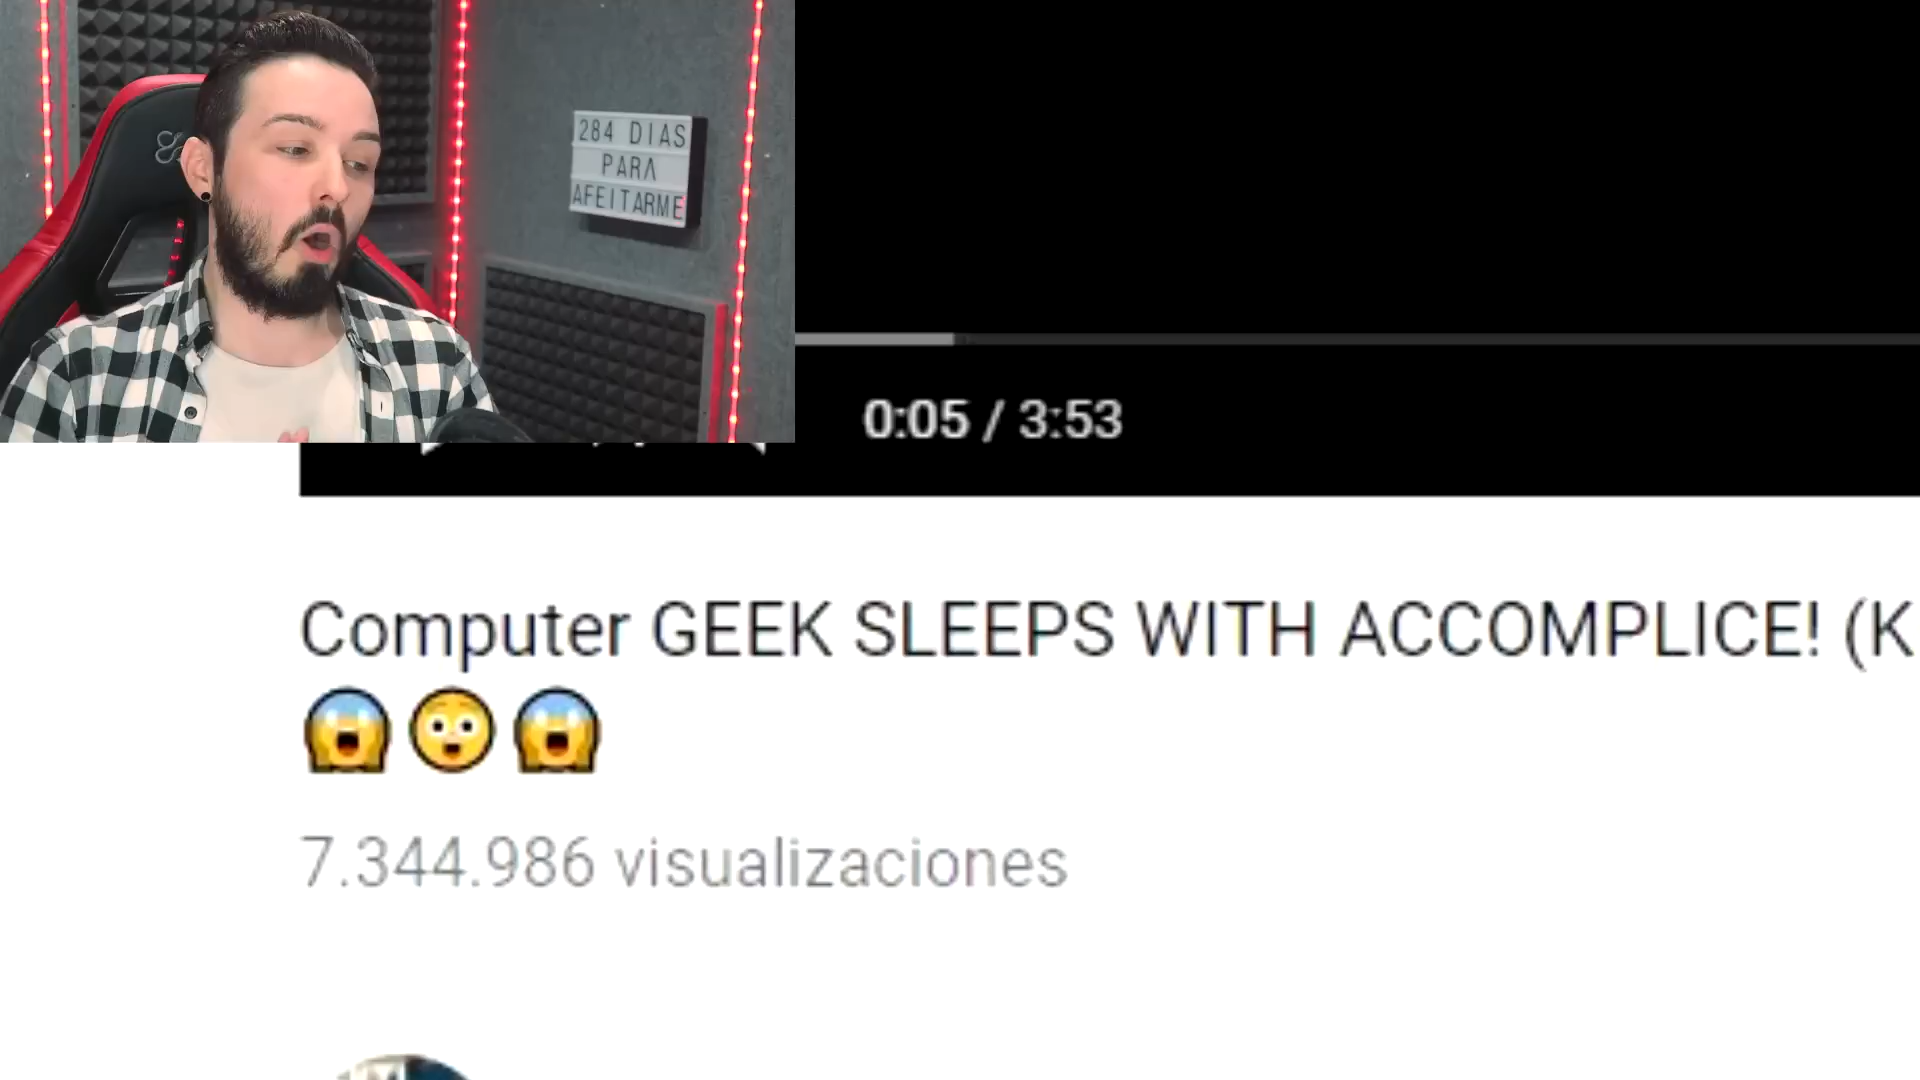 284 DIAS
PARA
AFEITARME
0:05 / 3:53
Computer GEEK SLEEPS WITH ACCOMPLICE! (K
😱 😳 😱
7.344.986 visualizaciones